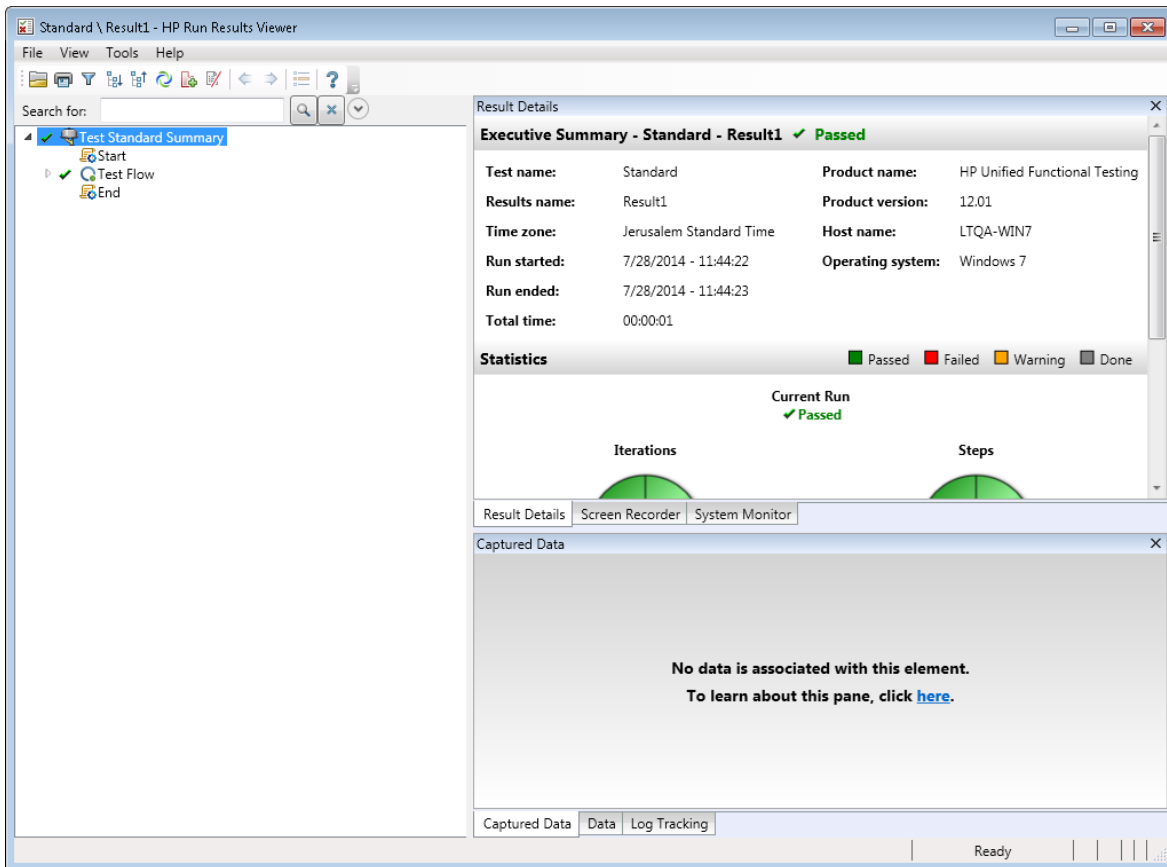 Standard \ Result1 - HP Run Results Viewer
File View Tools Help
Search for:
Test Standard Summary
Start
Test Flow
End
Result Details
Executive Summary - Standard - Result1 Passed
Test name: Standard Product name: HP Unified Functional Testing
Results name: Result1 Product version: 12.01
Time zone: Jerusalem Standard Time Host name: LTQA-WIN7
Run started: 7/28/2014 - 11:44:22 Operating system: Windows 7
Run ended: 7/28/2014 - 11:44:23
Total time: 00:00:01
Statistics Passed Failed Warning Done
Current Run
Passed
Iterations Steps
Result Details Screen Recorder System Monitor
Captured Data
No data is associated with this element.
To learn about this pane, click here.
Captured Data Data Log Tracking
Ready